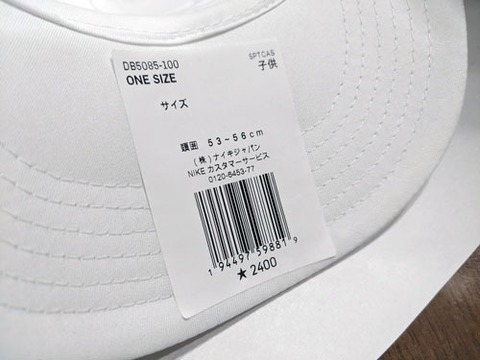 DB5085-100
SPTCAS
ONE SIZE
子供
サイズ
頭囲 53~56cm
(株)ナイキジャパン
NIKE カスタマーサービス
0120-6453-77
1 94497 59881 9
★2400